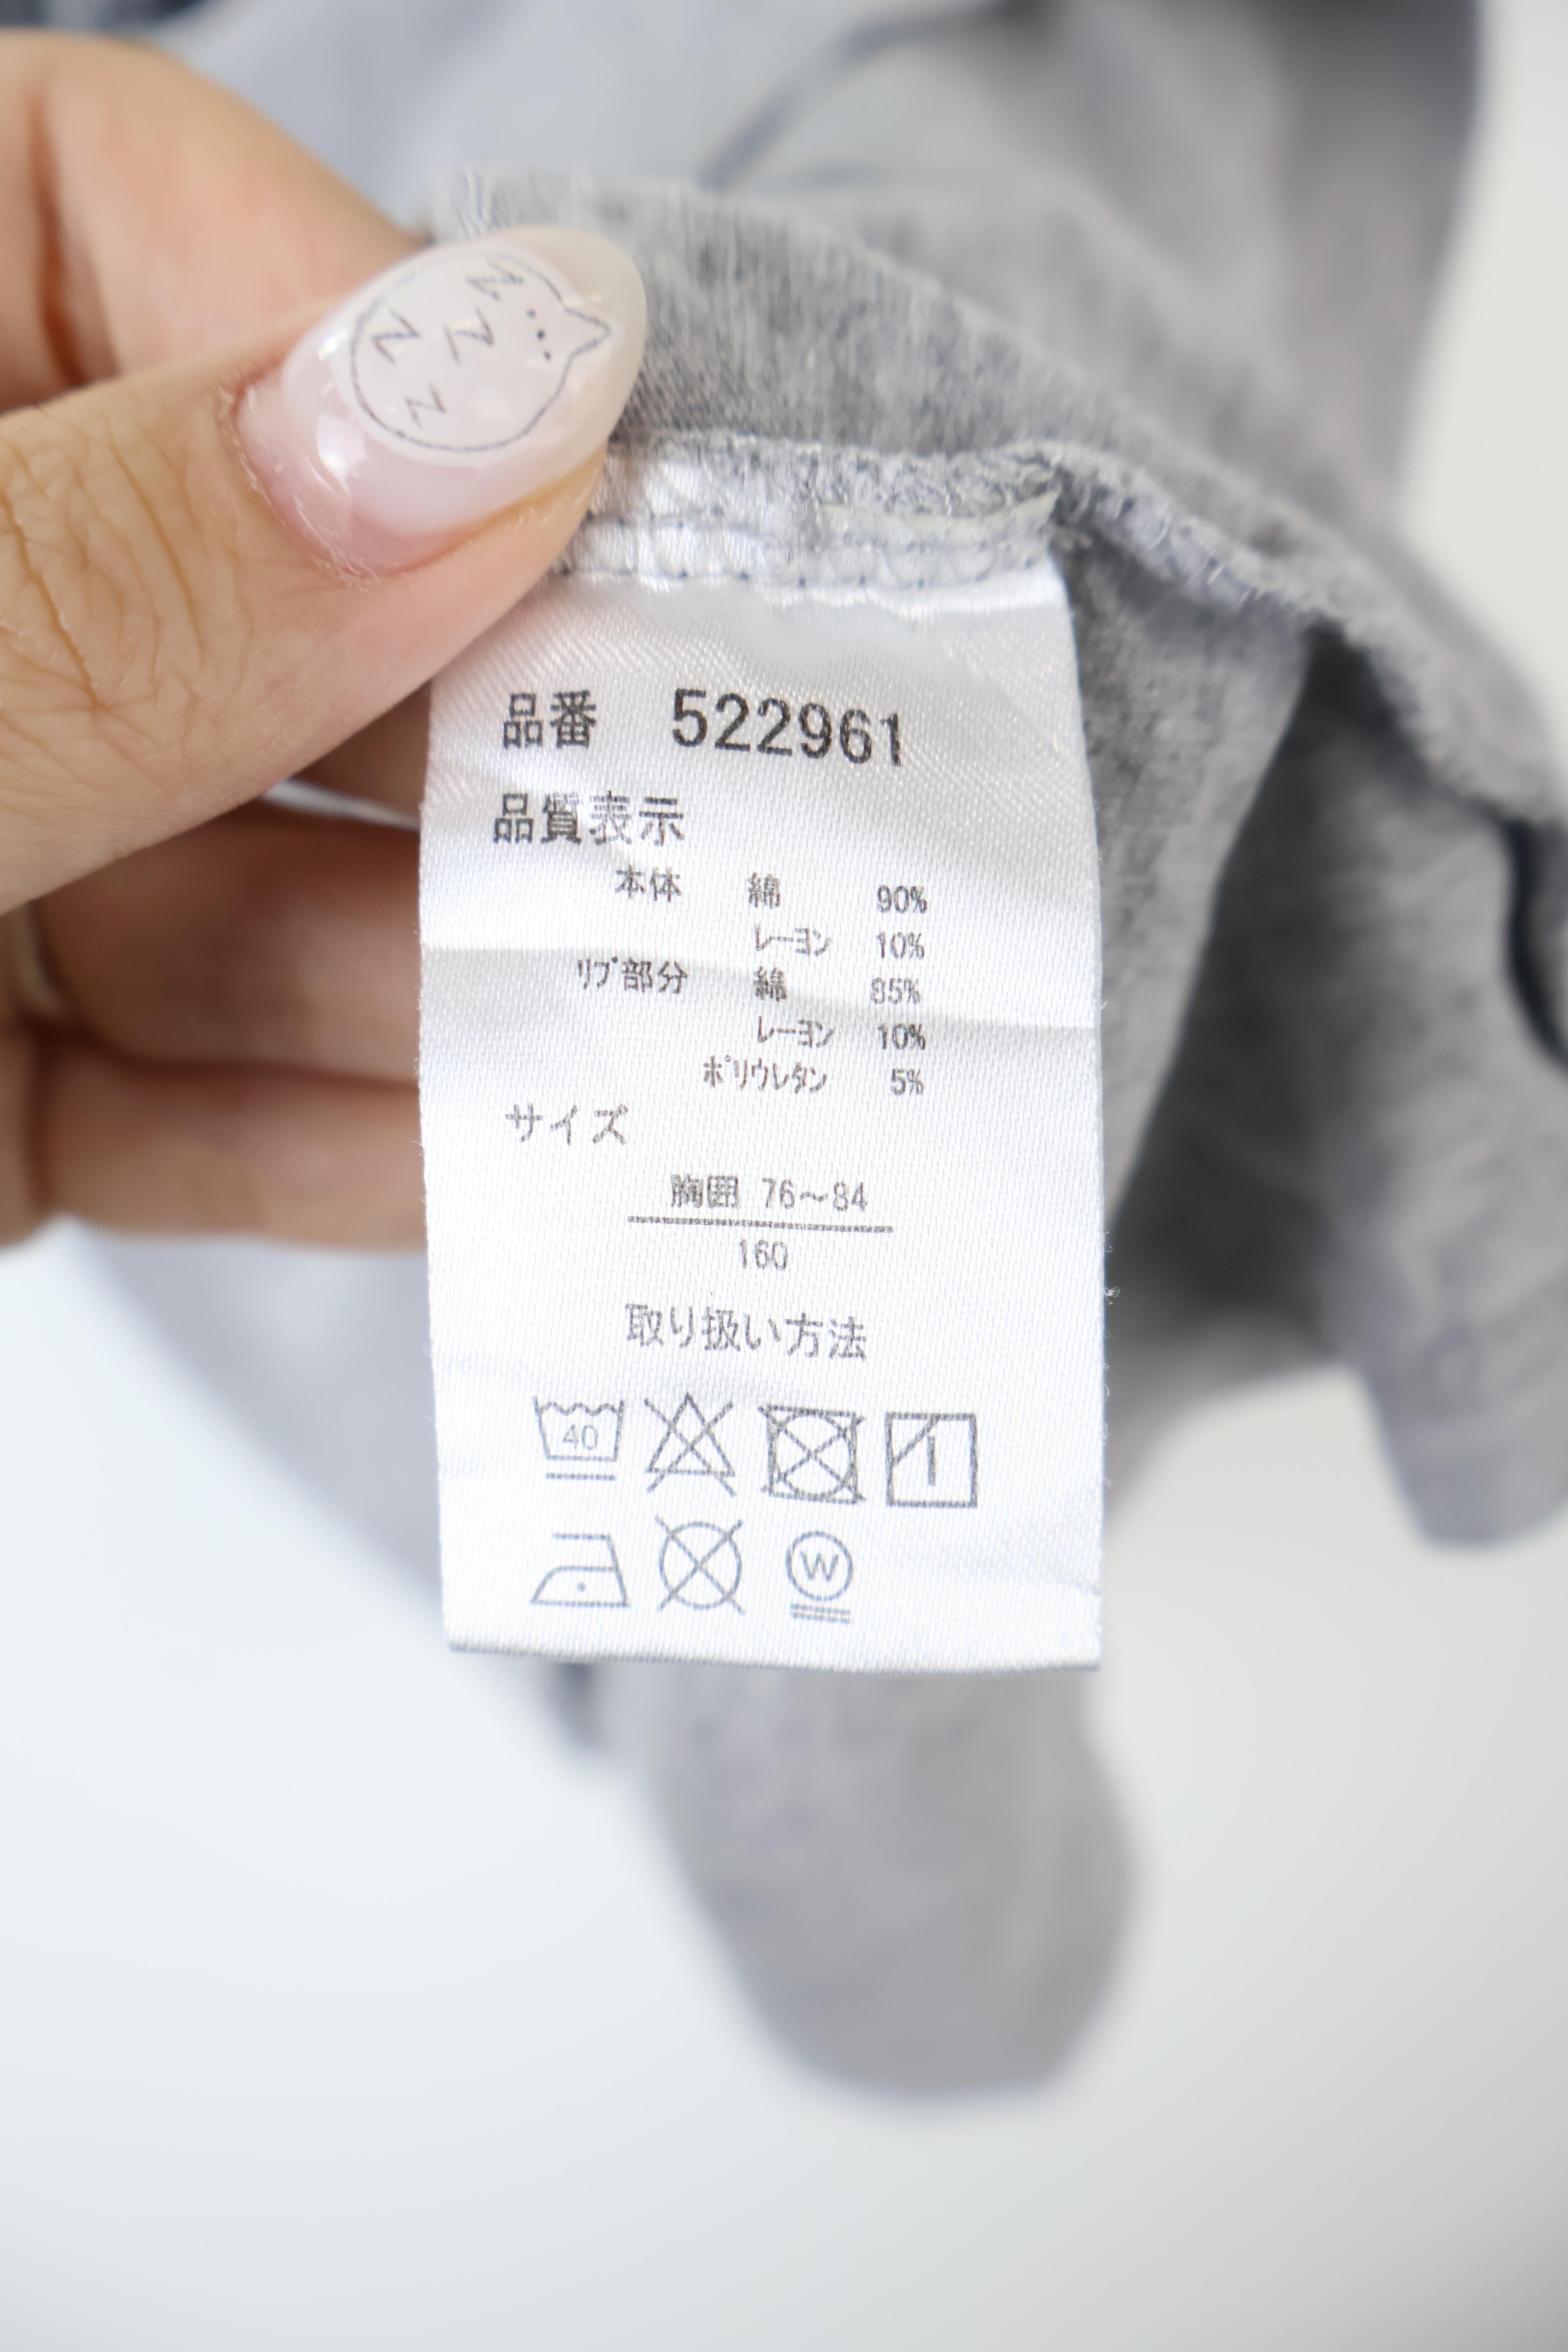 品番 522961
品質表示
本体 綿 90%
レーヨン 10%
リブ部分 綿 85%
レーヨン 10%
ポリウレタン 5%
サイズ
胸囲 76～84
160
取り扱い方法
40
W